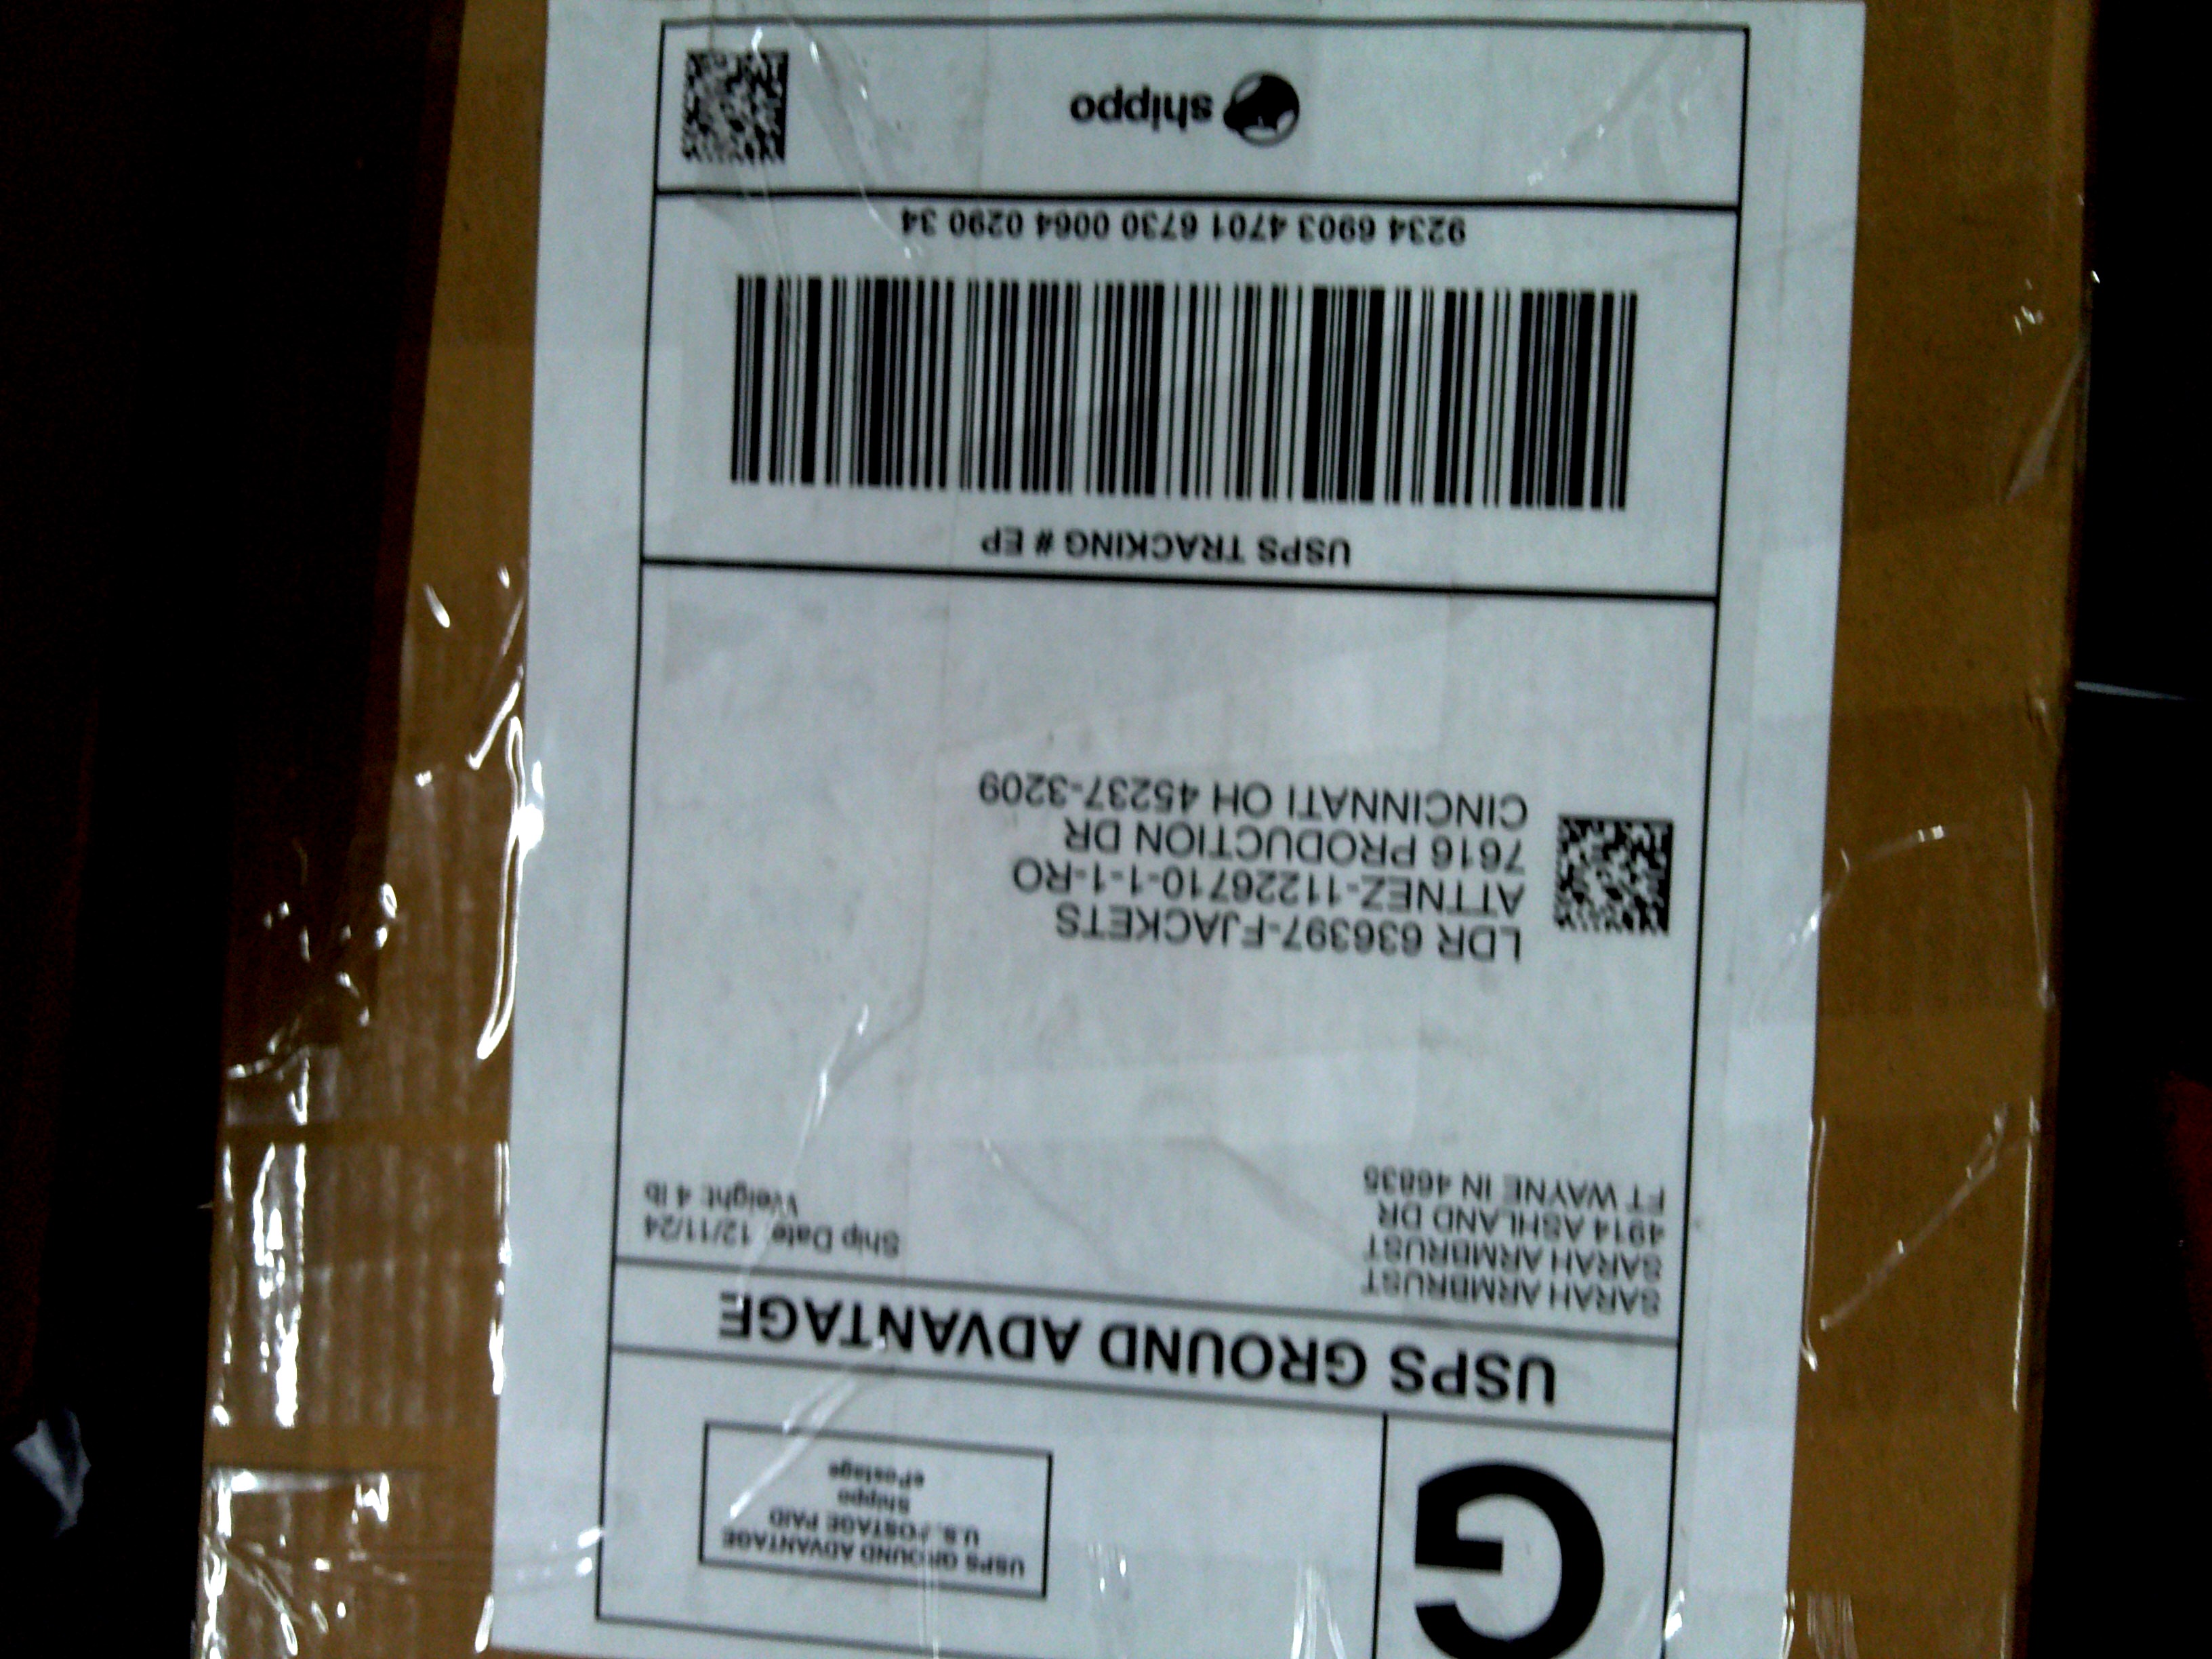 G
USPS GROUND ADVANTAGE
U.S. POSTAGE PAID
Shippo
ePostage
USPS GROUND ADVANTAGE
SARAH ARMBRUST
SARAH ARMBRUST
4914 ASHLAND DR
FT WAYNE IN 46835
Ship Date: 12/11/24
Weight: 4 lb
LDR 636397-FJACKETS
ATTNEZ-11226710-1-1-RO
7616 PRODUCTION DR
CINCINNATI OH 45237-3209
USPS TRACKING # EP
9234 6903 4701 6730 0064 0290 34
shippo